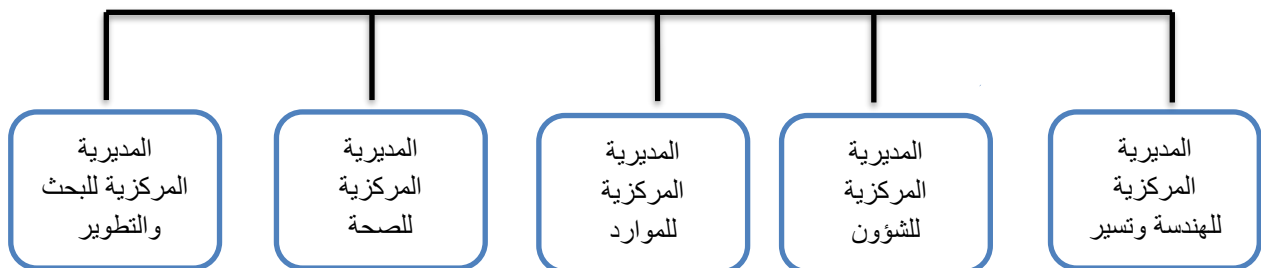 المديرية
المركزية
للهندسة وتسير
المديرية
المركزية
للشؤون
المديرية
المركزية
للموارد
المديرية
المركزية
للصحة
المديرية
المركزية للبحث
والتطوير